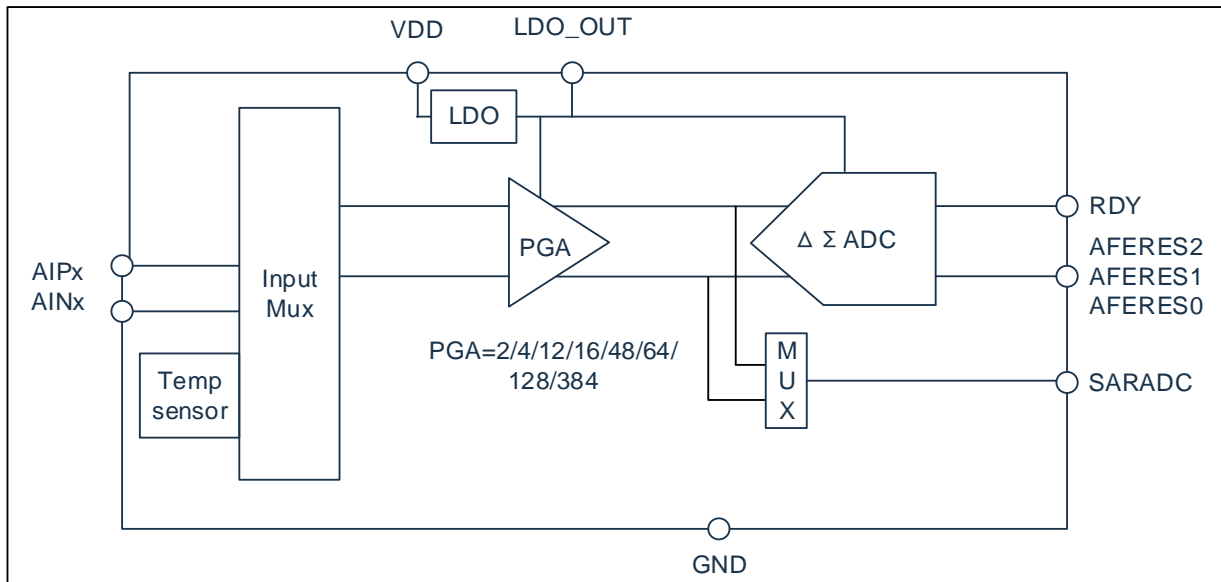 VDD
LDO_OUT
LDO
RDY
PGA
Δ Σ ADC
AFERES2
AIPx
AFERES1
AINx
Input
Mux
AFERES0
PGA=2/4/12/16/48/64/
128/384
M
U
X
Temp
sensor
SARADC
GND